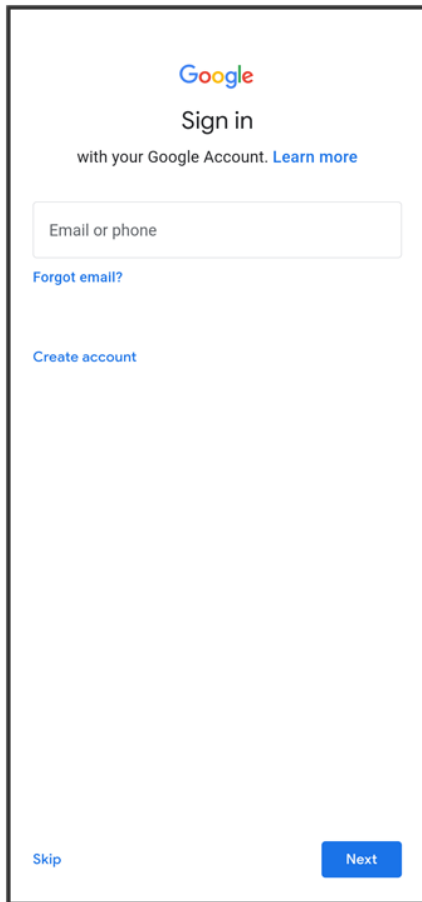 Google
Sign in
with your Google Account. Learn more
Email or phone
Forgot email?
Create account
Skip
Next